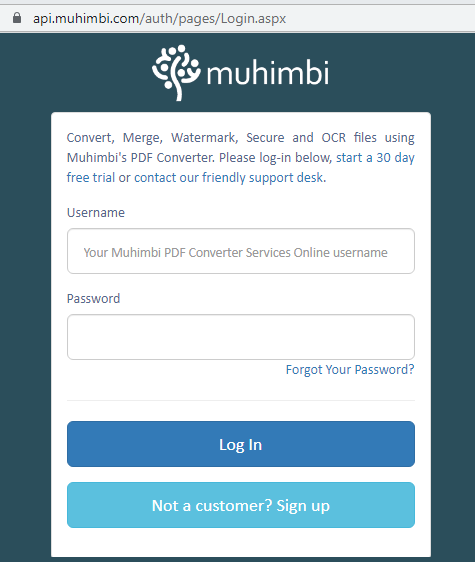 api.muhimbi.com/auth/pages/Login.aspx
muhimbi
Convert, Merge, Watermark, Secure and OCR files using
Muhimbi's PDF Converter. Please log-in below, start a 30 day
free trial or contact our friendly support desk.
Username
Your Muhimbi PDF Converter Services Online username
Password
Forgot Your Password?
Log In
Not a customer? Sign up